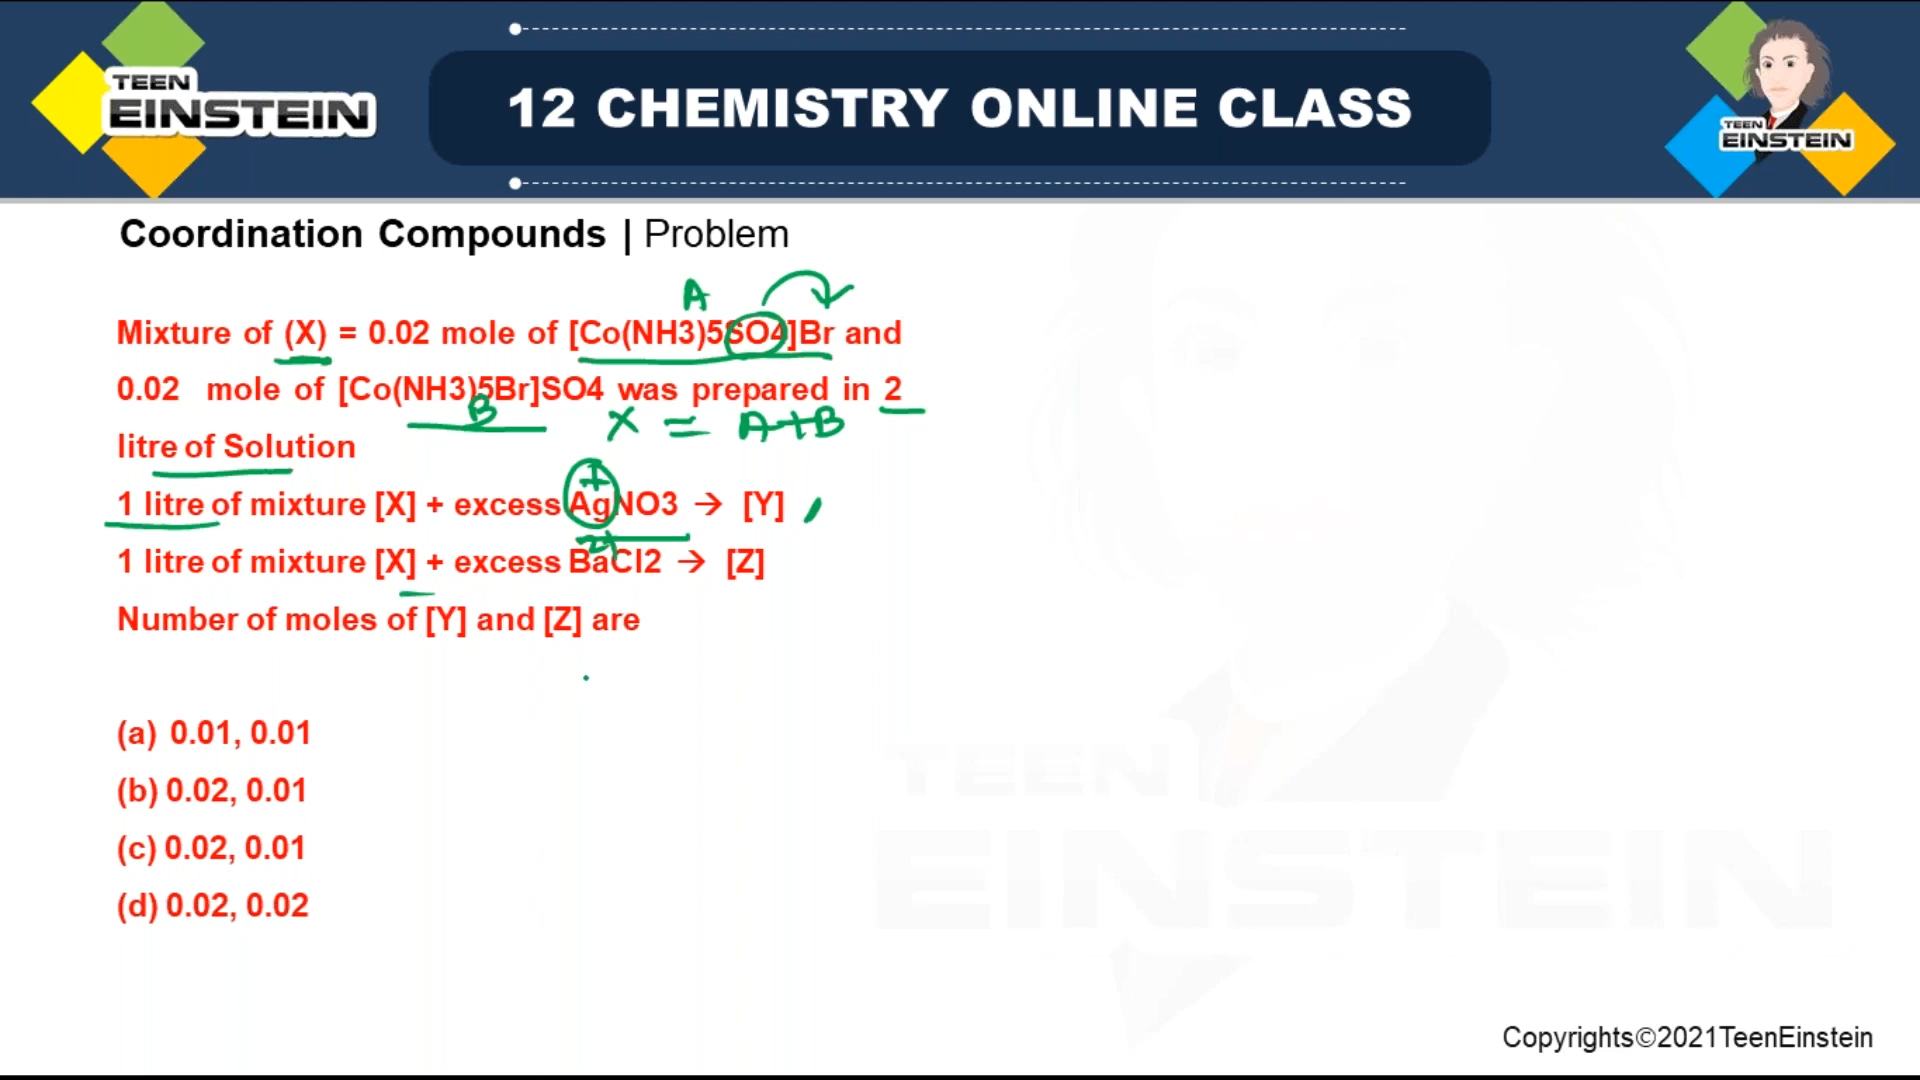 TEEN
EINSTEIN
12 CHEMISTRY ONLINE CLASS
TEEN
EINSTEIN
Coordination Compounds | Problem
A
Mixture of (X) = 0.02 mole of [Co(NH3)5SO4]Br and
0.02 mole of [Co(NH3)5Br]SO4 was prepared in 2
B X = A+B
litre of Solution
+
1 litre of mixture [X] + excess AgNO3 → [Y]
2+
1 litre of mixture [X] + excess BaCl2 → [Z]
Number of moles of [Y] and [Z] are
(a) 0.01, 0.01
(b) 0.02, 0.01
(c) 0.02, 0.01
(d) 0.02, 0.02
TEEN
EINSTEIN
Copyrights©2021TeenEinstein